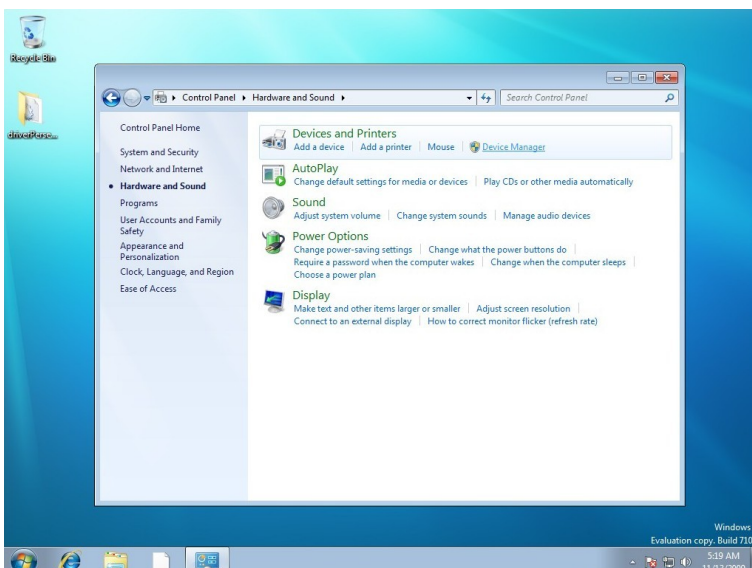 Recycle Bin
Control Panel ▸ Hardware and Sound ▸
Search Control Panel
Control Panel Home
System and Security
Network and Internet
Hardware and Sound
Programs
User Accounts and Family
Safety
Appearance and
Personalization
Clock, Language, and Region
Ease of Access
Devices and Printers
Add a device | Add a printer | Mouse | Device Manager
AutoPlay
Change default settings for media or devices | Play CDs or other media automatically
Sound
Adjust system volume | Change system sounds | Manage audio devices
Power Options
Change power-saving settings | Change what the power buttons do
Require a password when the computer wakes | Change when the computer sleeps
Choose a power plan
Display
Make text and other items larger or smaller | Adjust screen resolution
Connect to an external display | How to correct monitor flicker (refresh rate)
Windows
Evaluation copy. Build 710
5:19 AM